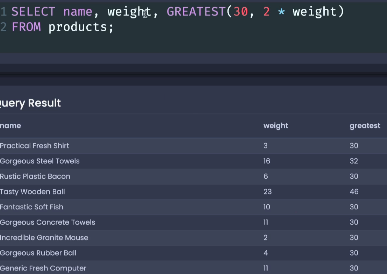 1 SELECT name, weight, GREATEST(30, 2 * weight)
2 FROM products;
Query Result
name weight greatest
Practical Fresh Shirt 3 30
Gorgeous Steel Towels 16 32
Rustic Plastic Bacon 6 30
Tasty Wooden Ball 23 46
Fantastic Soft Fish 10 30
Gorgeous Concrete Towels 11 30
Incredible Granite Mouse 2 30
Gorgeous Rubber Ball 4 30
Generic Fresh Computer 11 30